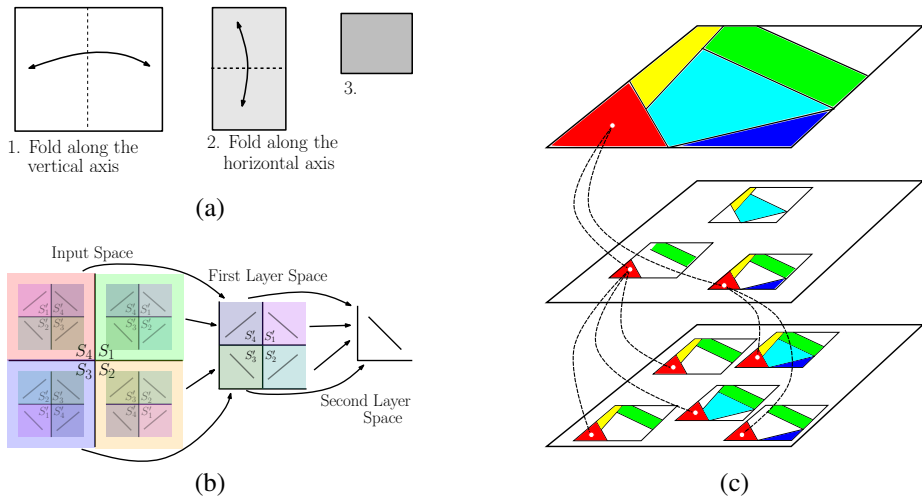 1. Fold along the
vertical axis
2. Fold along the
horizontal axis
3.
(a)
Input Space
First Layer Space
Second Layer
Space
S4 S1
S3 S2
S′4 S′1
S′3 S′2
(b)
(c)